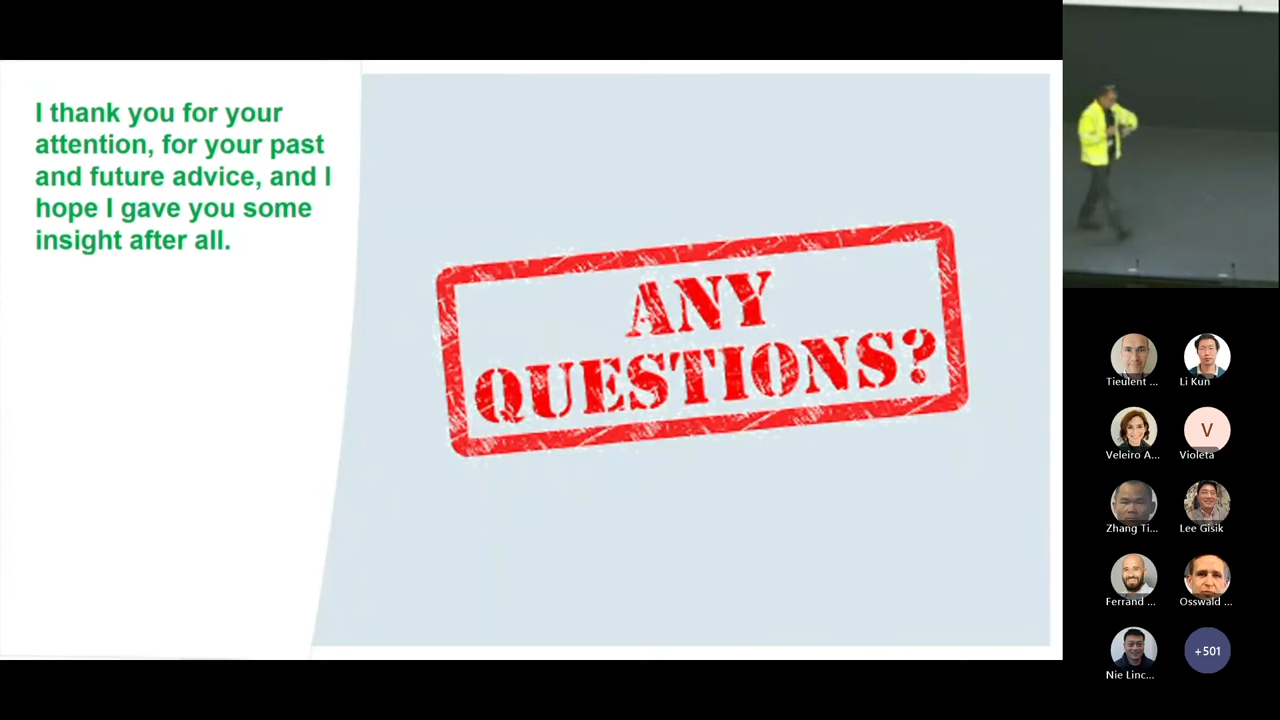 I thank you for your
attention, for your past
and future advice, and I
hope I gave you some
insight after all.
ANY
QUESTIONS?
Tieulent ...
Li Kun
Veleiro A...
V
Violeta
Zhang Ti...
Lee Gisik
Ferrand ...
Osswald ...
Nie Linc...
+501